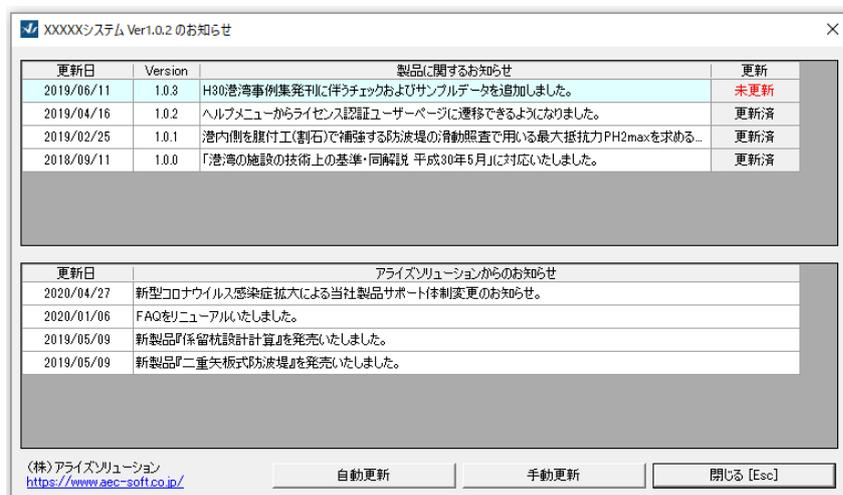 XXXXXシステム Ver1.0.2 のお知らせ
更新日 Version 製品に関するお知らせ 更新
2019/06/11 1.0.3 H30港湾事例集発刊に伴うチェックおよびサンプルデータを追加しました。 未更新
2019/04/16 1.0.2 ヘルプメニューからライセンス認証ユーザーページに遷移できるようになりました。 更新済
2019/02/25 1.0.1 港内側を腹付工(割石)で補強する防波堤の滑動照査で用いる最大抵抗力PH2maxを求める... 更新済
2018/09/11 1.0.0 「港湾の施設の技術上の基準・同解説 平成30年5月」に対応いたしました。 更新済
更新日 アライズソリューションからのお知らせ
2020/04/27 新型コロナウイルス感染症拡大による当社製品サポート体制変更のお知らせ。
2020/01/06 FAQをリニューアルいたしました。
2019/05/09 新製品『係留杭設計計算』を発売いたしました。
2019/05/09 新製品『二重矢板式防波堤』を発売いたしました。
(株)アライズソリューション
https://www.aec-soft.co.jp/
自動更新 手動更新 閉じる [Esc]